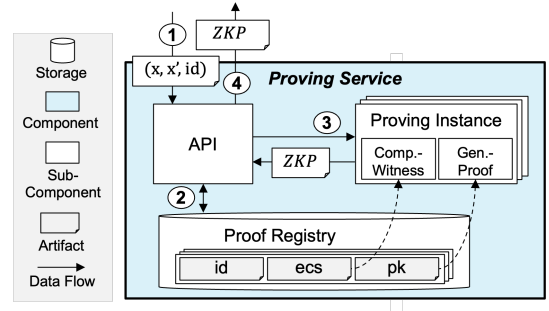 Storage
Component
Sub-
Component
Artifact
Data Flow
1
ZKP
(x, x′, id)
4
Proving Service
API
3
ZKP
Proving Instance
Comp.-
Witness
Gen.-
Proof
2
Proof Registry
id
ecs
pk